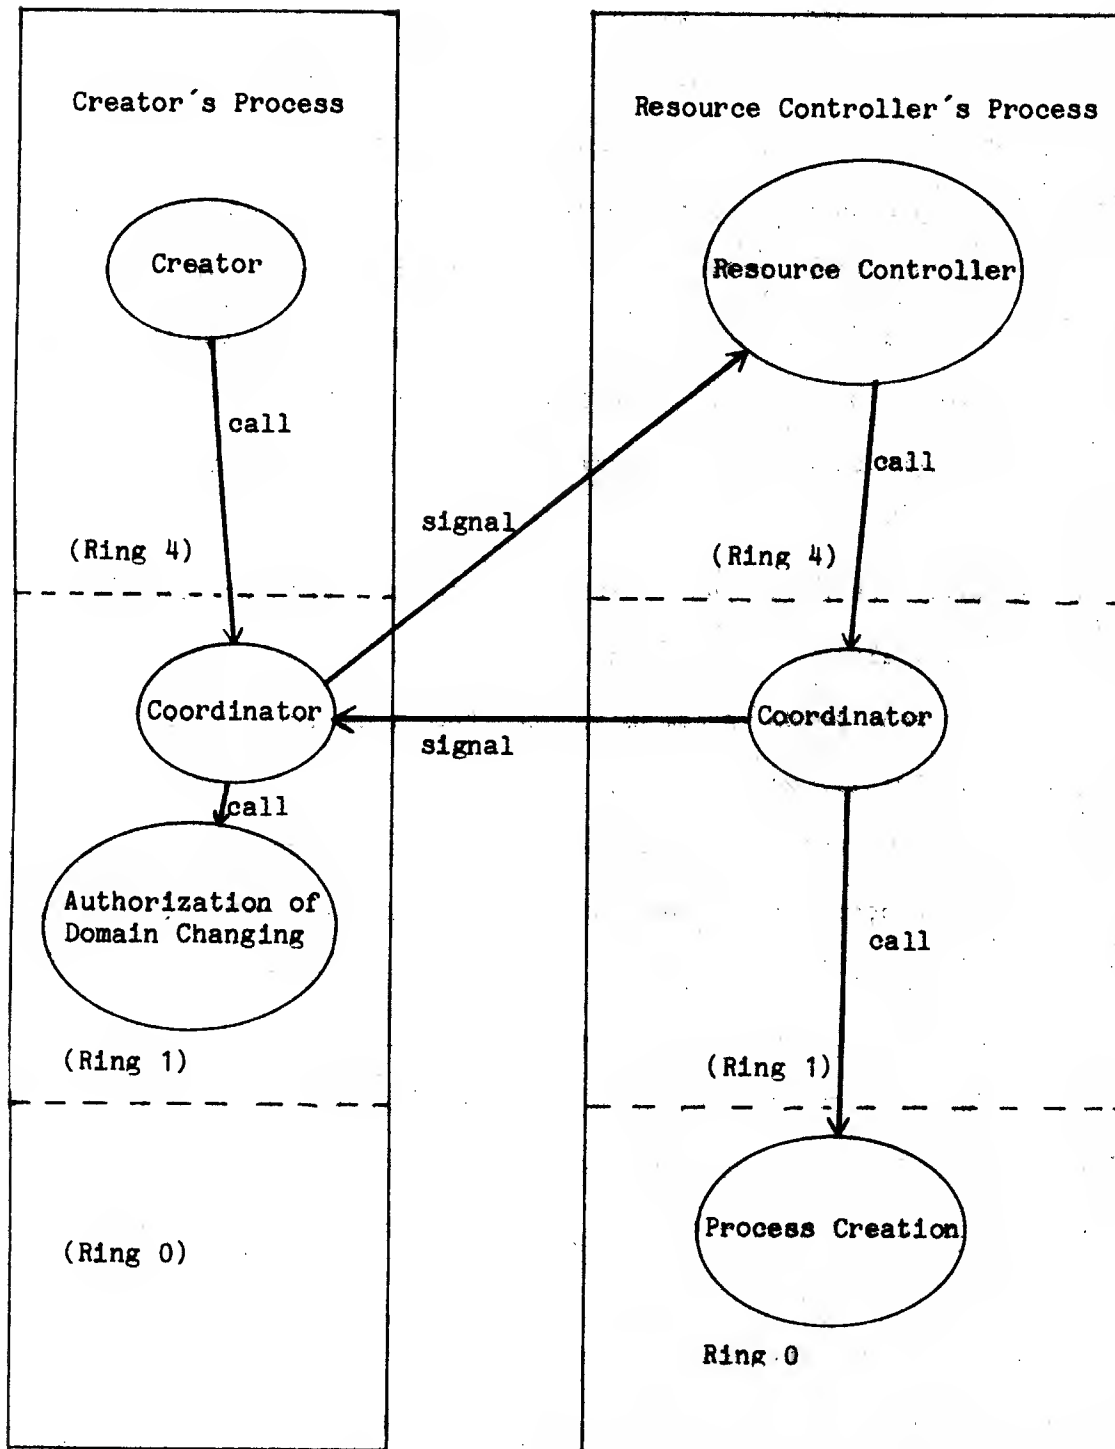 Creator´s Process
Creator
call
(Ring 4)
Coordinator
call
Authorization of
Domain Changing
(Ring 1)
(Ring 0)
signal
signal
Resource Controller´s Process
Resource Controller
call
(Ring 4)
Coordinator
call
(Ring 1)
Process Creation
Ring 0